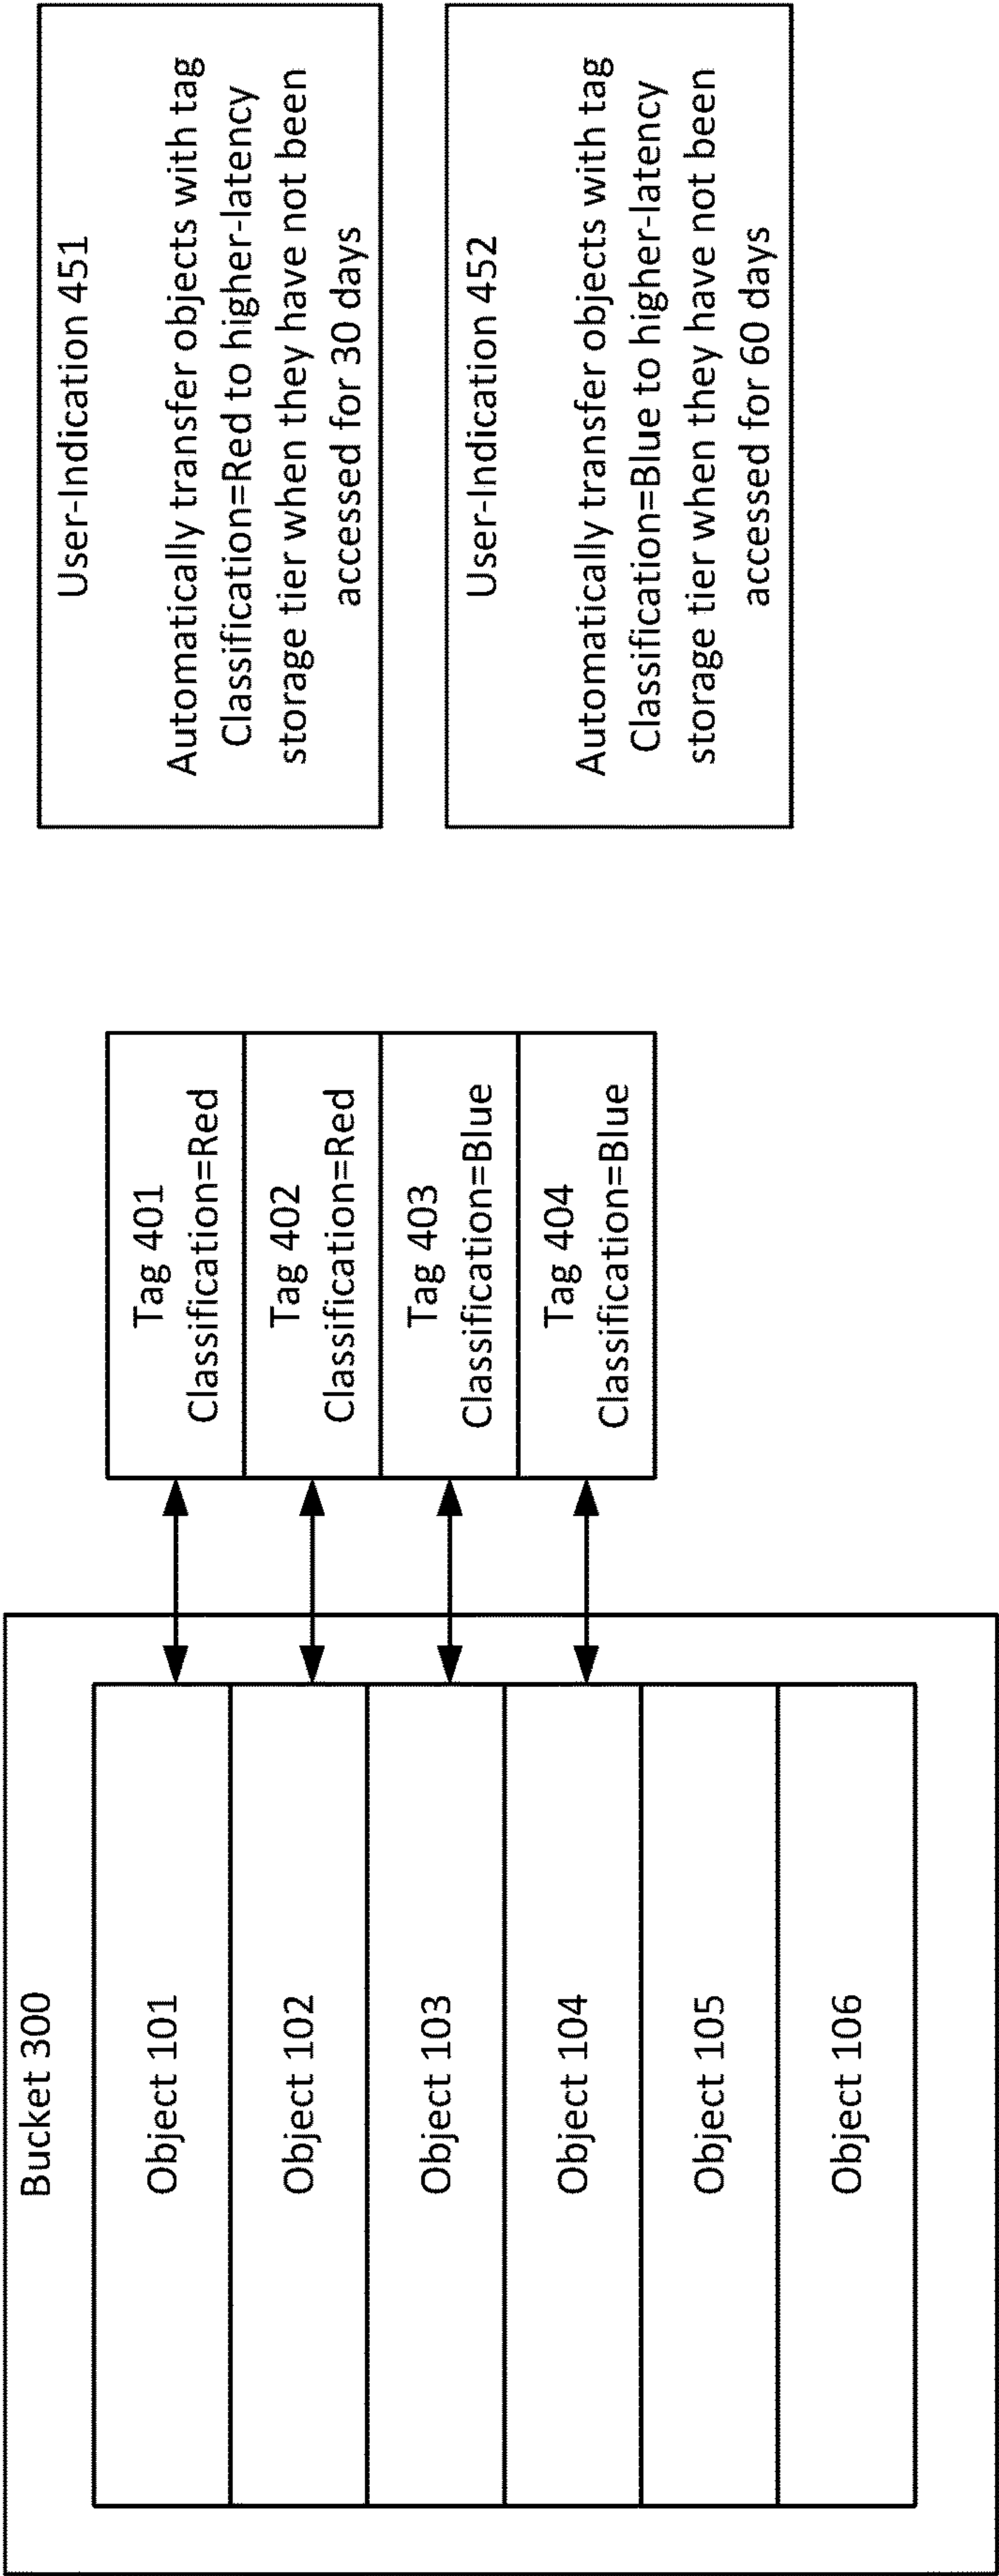 Bucket 300
Object 101
Object 102
Object 103
Object 104
Object 105
Object 106
Tag 401
Classification=Red
Tag 402
Classification=Red
Tag 403
Classification=Blue
Tag 404
Classification=Blue
User-Indication 451
Automatically transfer objects with tag
Classification=Red to higher-latency
storage tier when they have not been
accessed for 30 days
User-Indication 452
Automatically transfer objects with tag
Classification=Blue to higher-latency
storage tier when they have not been
accessed for 60 days